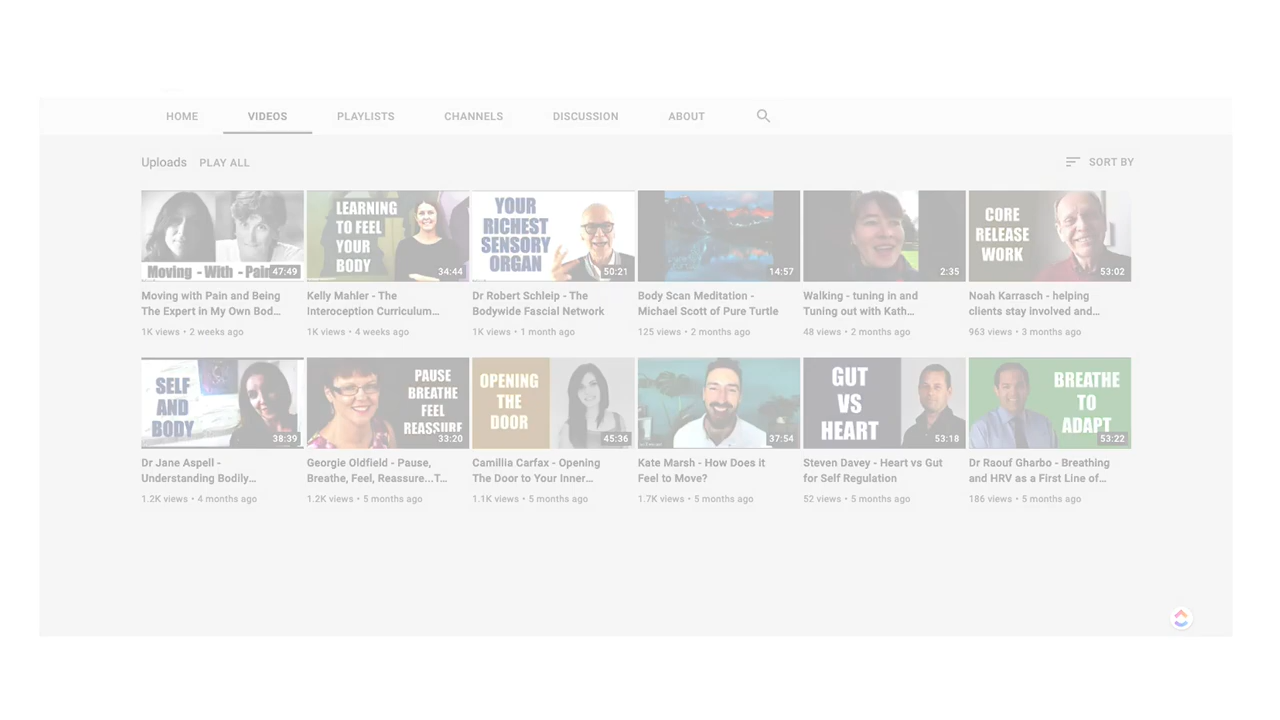 HOME VIDEOS PLAYLISTS CHANNELS DISCUSSION ABOUT
Uploads PLAY ALL SORT BY
Moving - With - Pain 47:49
LEARNING
TO FEEL
YOUR
BODY
34:44
YOUR
RICHEST
SENSORY
ORGAN
50:21
14:57
2:35
CORE
RELEASE
WORK
53:02
Moving with Pain and Being
The Expert in My Own Bod...
1K views • 2 weeks ago
Kelly Mahler - The
Interoception Curriculum...
1K views • 4 weeks ago
Dr Robert Schleip - The
Bodywide Fascial Network
1K views • 1 month ago
Body Scan Meditation -
Michael Scott of Pure Turtle
125 views • 2 months ago
Walking - tuning in and
Tuning out with Kath...
48 views • 2 months ago
Noah Karrasch - helping
clients stay involved and...
963 views • 3 months ago
SELF
AND
BODY
38:39
PAUSE
BREATHE
FEEL
REASSURE
33:20
OPENING
THE
DOOR
45:36
37:54
GUT
VS
HEART
53:18
BREATHE
TO
ADAPT
53:22
Dr Jane Aspell -
Understanding Bodily...
1.2K views • 4 months ago
Georgie Oldfield - Pause,
Breathe, Feel, Reassure...T...
1.2K views • 5 months ago
Camillia Carfax - Opening
The Door to Your Inner...
1.1K views • 5 months ago
Kate Marsh - How Does it
Feel to Move?
1.7K views • 5 months ago
Steven Davey - Heart vs Gut
for Self Regulation
52 views • 5 months ago
Dr Raouf Gharbo - Breathing
and HRV as a First Line of...
186 views • 5 months ago